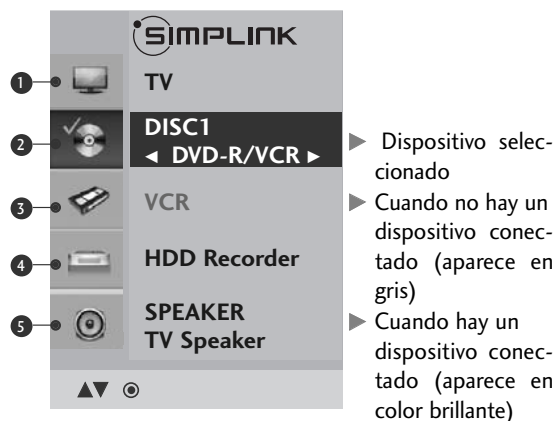 SIMPLINK
1 TV
2 DISC1
◄ DVD-R/VCR ►
3 VCR
4 HDD Recorder
5 SPEAKER
TV Speaker
▲▼ ◉
► Dispositivo selec-
cionado
► Cuando no hay un
dispositivo conec-
tado (aparece en
gris)
► Cuando hay un
dispositivo conec-
tado (aparece en
color brillante)